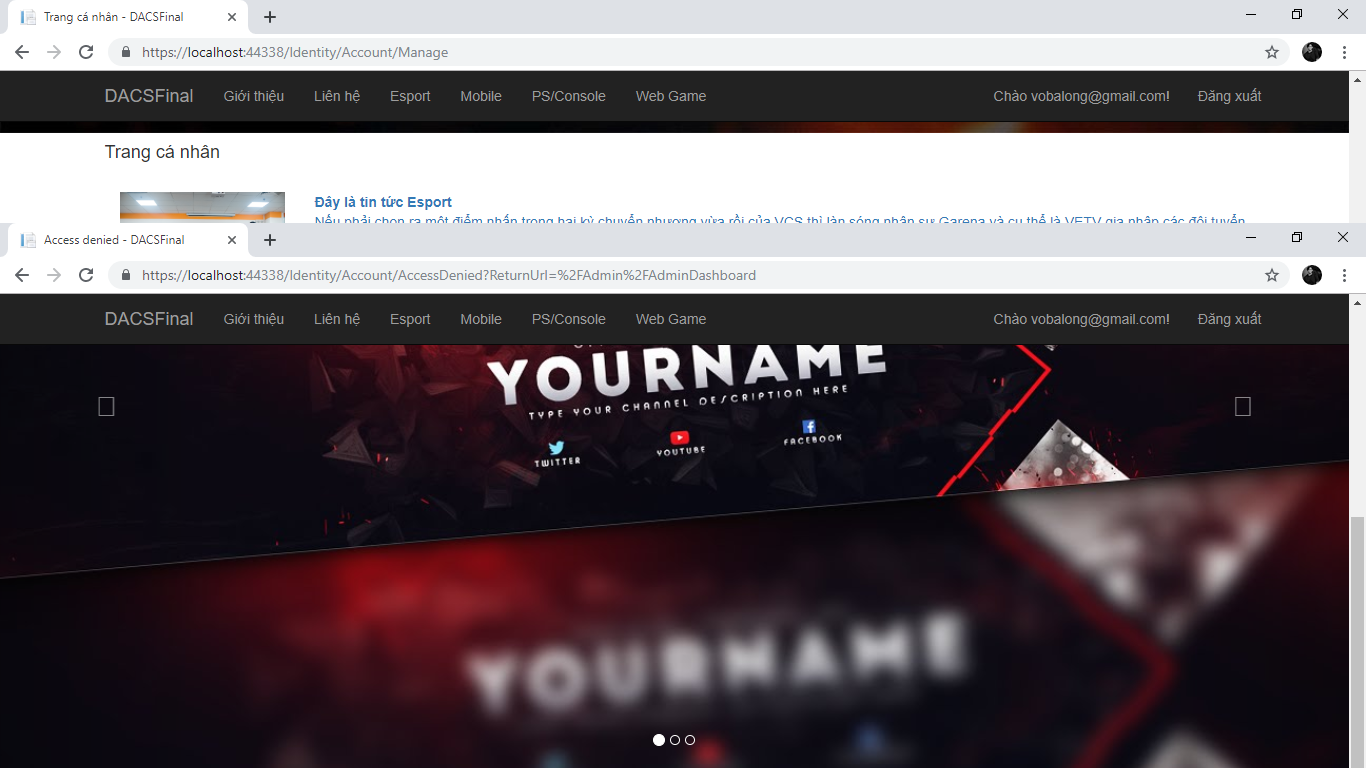 Trang cá nhân - DACSFinal
https://localhost:44338/Identity/Account/Manage
DACSFinal Giới thiệu Liên hệ Esport Mobile PS/Console Web Game Chào vobalong@gmail.com! Đăng xuất
Trang cá nhân
Đây là tin tức Esport
Nếu phải chọn ra một điểm nhấn trong hai kỳ chuyển nhượng vừa rồi của VCS thì làn sóng nhân sự Garena và cụ thể là VETV gia nhập các đội tuyển
Access denied - DACSFinal
https://localhost:44338/Identity/Account/AccessDenied?ReturnUrl=%2FAdmin%2FAdminDashboard
DACSFinal Giới thiệu Liên hệ Esport Mobile PS/Console Web Game Chào vobalong@gmail.com! Đăng xuất
YOURNAME
TYPE YOUR CHANNEL DESCRIPTION HERE
TWITTER YOUTUBE FACEBOOK
YOURNAME